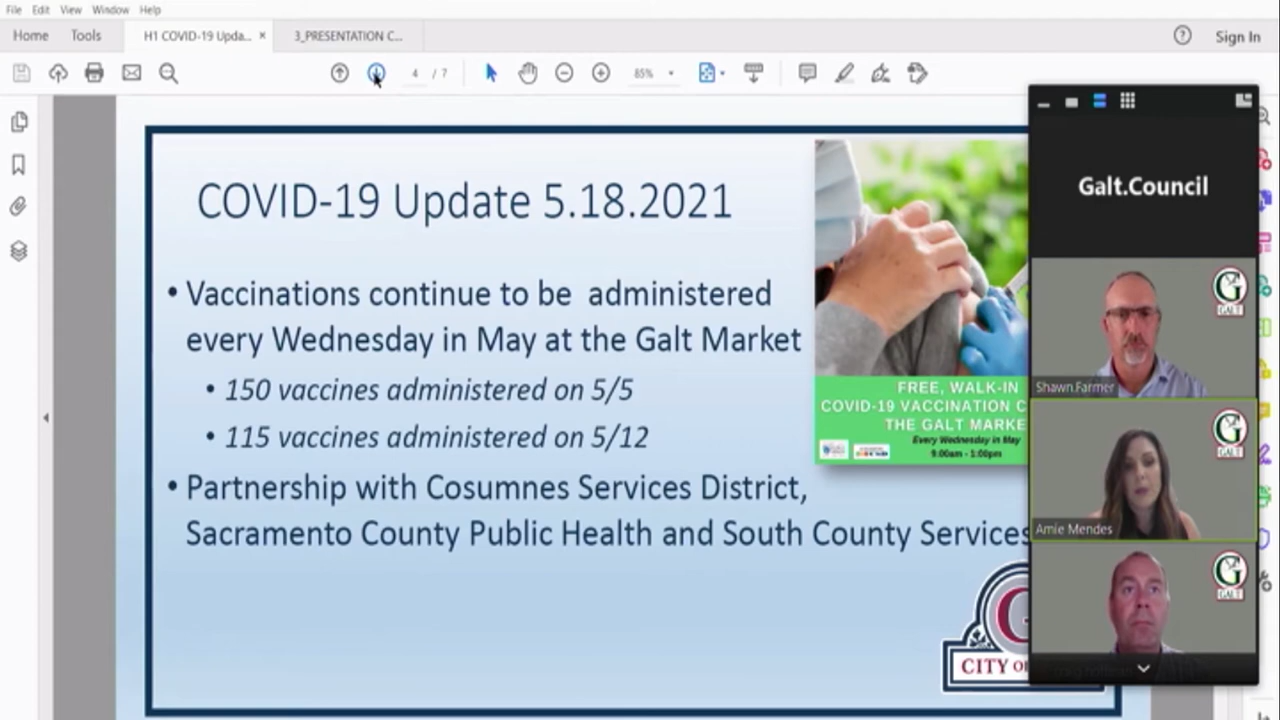 File Edit View Window Help
Home Tools H1 COVID-19 Upda... × 3_PRESENTATION C... Sign In
4 / 7 85%
COVID-19 Update 5.18.2021
• Vaccinations continue to be administered
every Wednesday in May at the Galt Market
• 150 vaccines administered on 5/5
• 115 vaccines administered on 5/12
• Partnership with Cosumnes Services District,
Sacramento County Public Health and South County Services
FREE, WALK-IN
COVID-19 VACCINATION C
THE GALT MARKE
Every Wednesday in May
9:00am - 1:00pm
G
CITY OF
Galt.Council
G
GALT
Shawn.Farmer
G
GALT
Amie Mendes
G
GALT